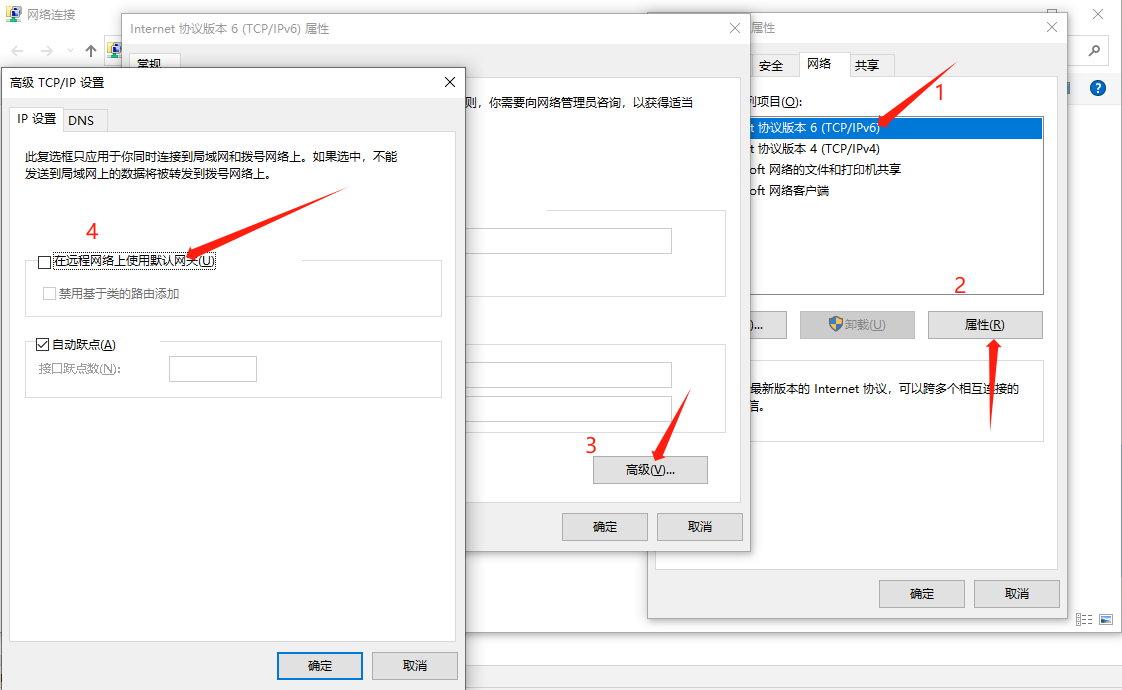 网络连接
Internet 协议版本 6 (TCP/IPv6) 属性
属性
常规
高级 TCP/IP 设置
IP 设置
DNS
此复选框只应用于你同时连接到局域网和拨号网络上。如果选中，不能
发送到局域网上的数据将被转发到拨号网络上。
4
在远程网络上使用默认网关(U)
禁用基于类的路由添加
自动跃点(A)
接口跃点数(N):
确定
取消
则，你需要向网络管理员咨询，以获得适当
3
高级(V)...
确定
取消
安全
网络
共享
列项目(O):
1
t 协议版本 6 (TCP/IPv6)
t 协议版本 4 (TCP/IPv4)
oft 网络的文件和打印机共享
oft 网络客户端
2
)...
卸载(U)
属性(R)
最新版本的 Internet 协议，可以跨多个相互连接的
信。
确定
取消